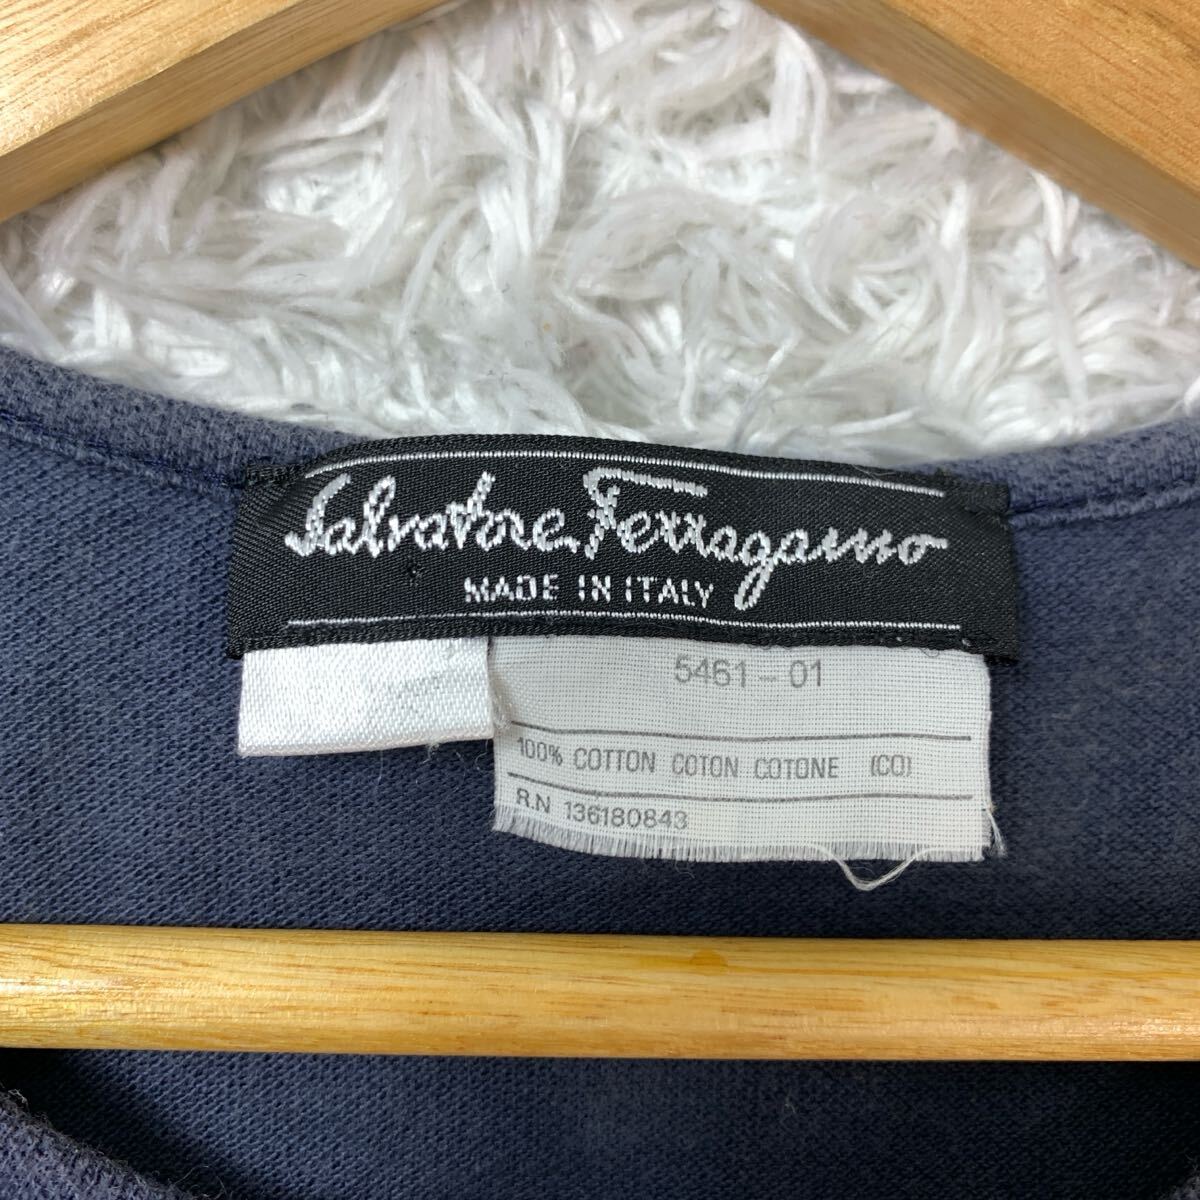 Salvatore Ferragamo
MADE IN ITALY
5461-01
100% COTTON COTON COTONE (CO)
R.N 136180843